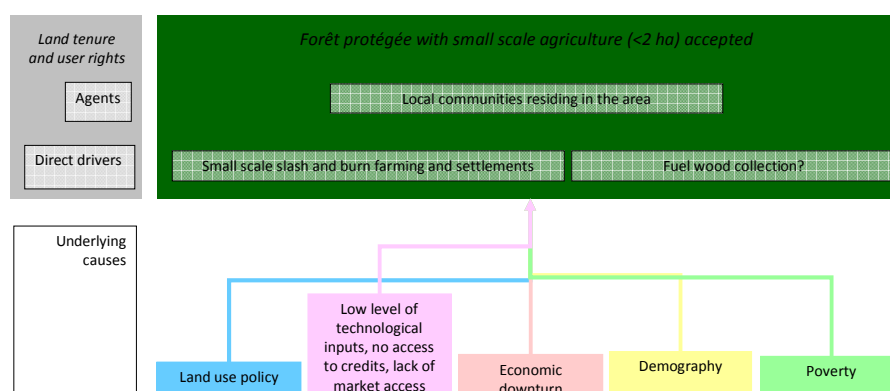 Land tenure
and user rights
Forêt protégée with small scale agriculture (<2 ha) accepted
Agents
Local communities residing in the area
Direct drivers
Small scale slash and burn farming and settlements
Fuel wood collection?
Underlying
causes
Land use policy
Low level of
technological
inputs, no access
to credits, lack of
market access
Economic
downturn
Demography
Poverty